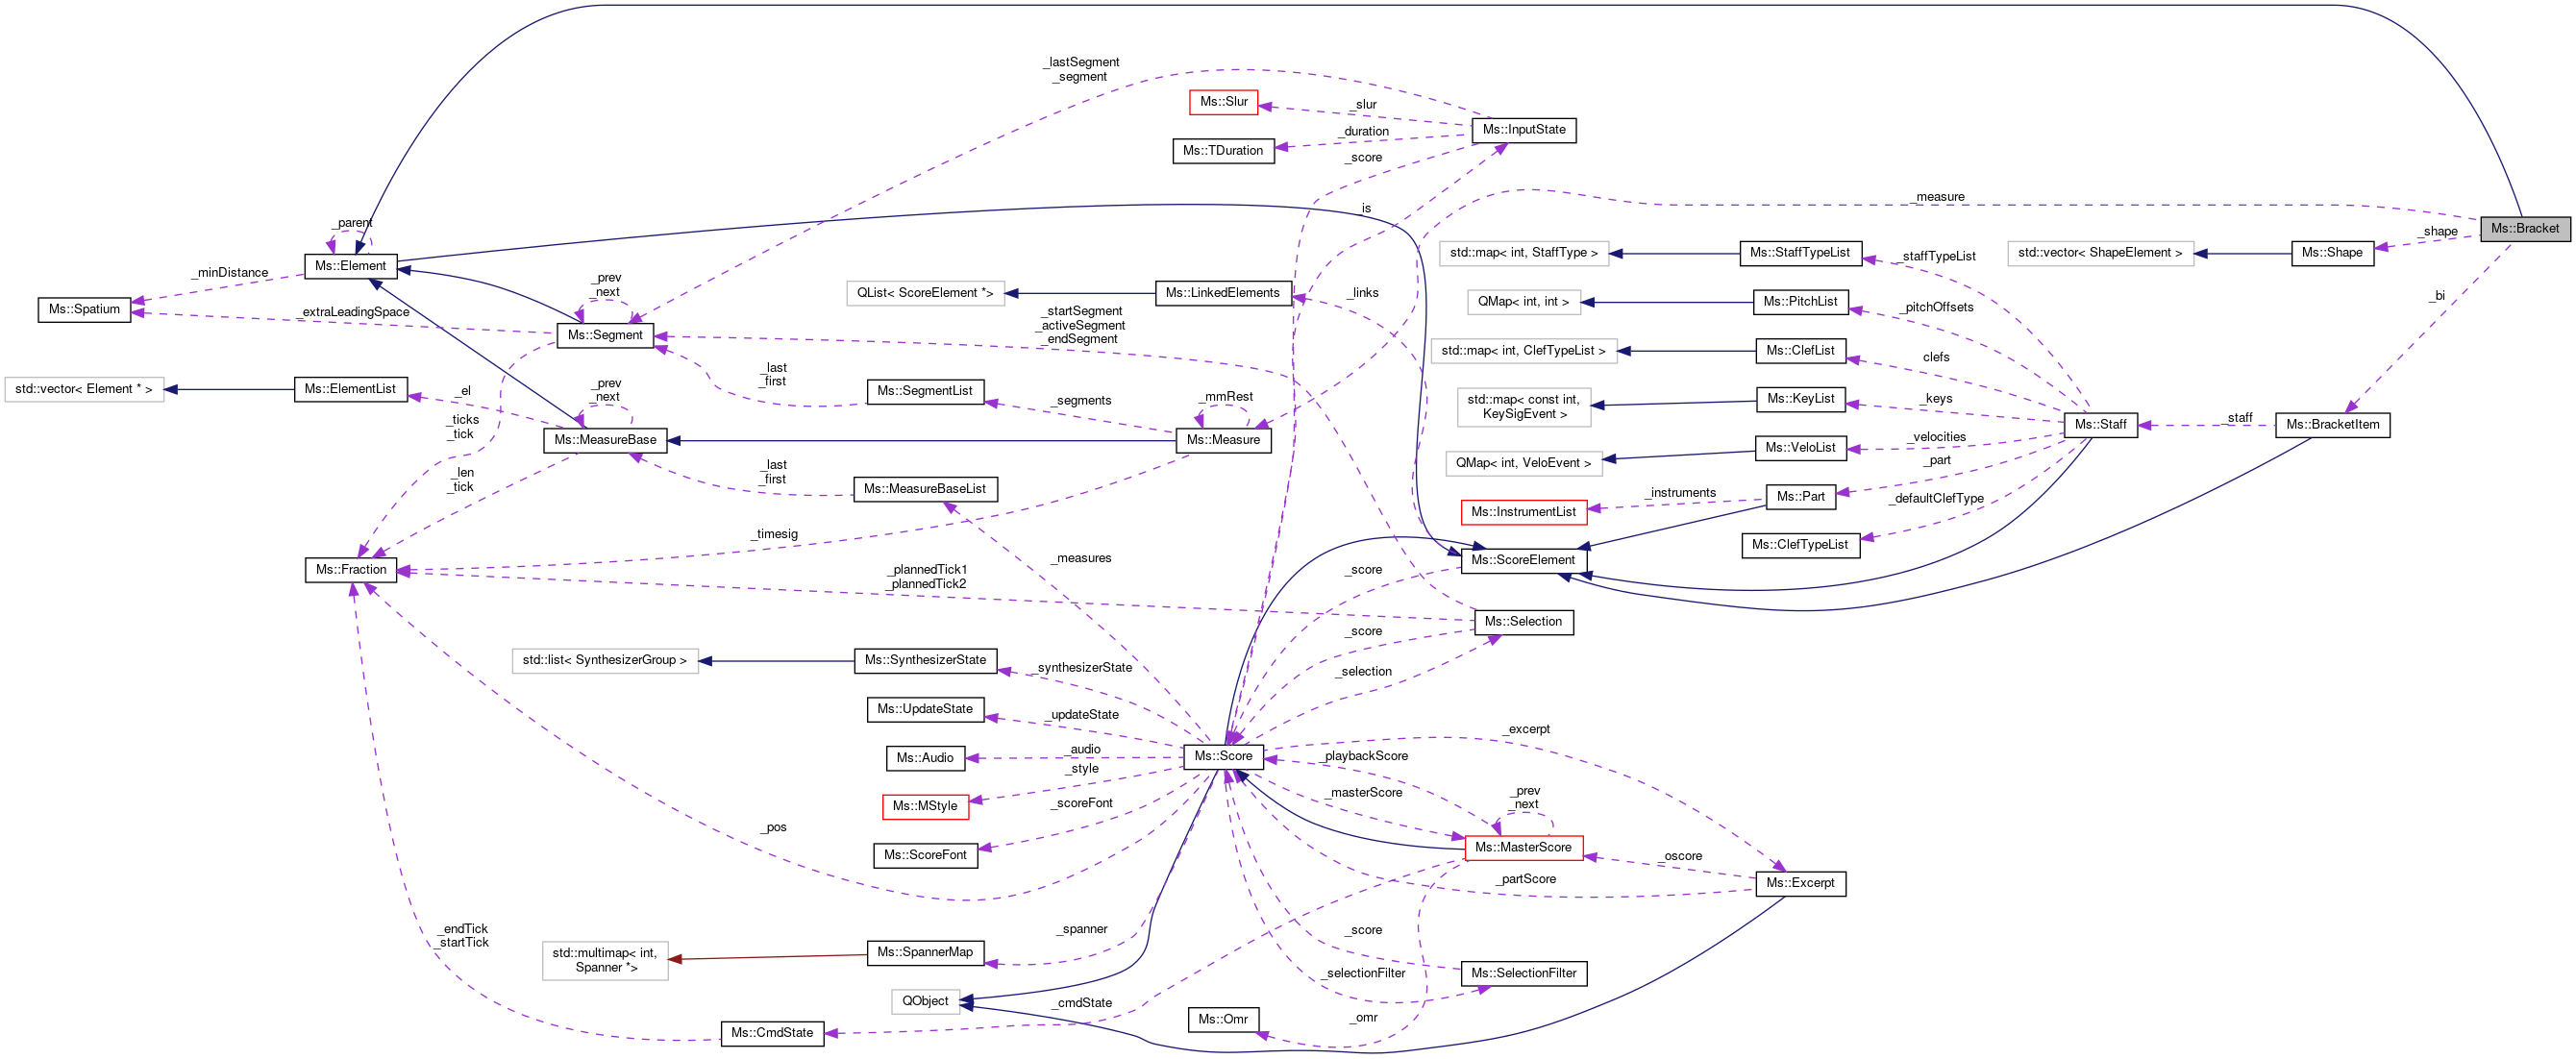 _lastSegment
_segment
Ms::Slur
_slur
Ms::InputState
_duration
Ms::TDuration
_score
_measure
_is
Ms::Bracket
_parent
_shape
std::map< int, StaffType >
Ms::StaffTypeList
_staffTypeList
std::vector< ShapeElement >
Ms::Shape
Ms::Element
_minDistance
_prev
_next
QList< ScoreElement *>
Ms::LinkedElements
_links
QMap< int, int >
Ms::PitchList
_pitchOffsets
_bi
Ms::Spatium
_extraLeadingSpace
Ms::Segment
_startSegment
_activeSegment
_endSegment
std::map< int, ClefTypeList >
Ms::ClefList
clefs
_last
_first
std::vector< Element * >
Ms::ElementList
_el
_prev
_next
Ms::SegmentList
_segments
_mmRest
std::map< const int,
KeySigEvent >
Ms::KeyList
_keys
_ticks
_tick
Ms::MeasureBase
Ms::Measure
Ms::Staff
_staff
Ms::BracketItem
QMap< int, VeloEvent >
Ms::VeloList
_velocities
_part
_len
_tick
_last
_first
Ms::MeasureBaseList
Ms::InstrumentList
_instruments
Ms::Part
_defaultClefType
_timesig
Ms::ClefTypeList
_measures
Ms::ScoreElement
Ms::Fraction
_plannedTick1
_plannedTick2
_score
Ms::Selection
_score
std::list< SynthesizerGroup >
Ms::SynthesizerState
_synthesizerState
_selection
Ms::UpdateState
_updateState
_excerpt
Ms::Audio
_audio
Ms::Score
_playbackScore
_style
Ms::MStyle
_masterScore
_prev
_next
_scoreFont
_pos
Ms::ScoreFont
Ms::MasterScore
_oscore
_partScore
Ms::Excerpt
_endTick
_startTick
_spanner
_score
std::multimap< int,
Spanner *>
Ms::SpannerMap
_selectionFilter
Ms::SelectionFilter
QObject
_cmdState
Ms::CmdState
Ms::Omr
_omr